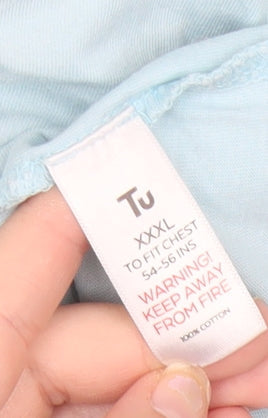 Tu
XXXL
TO FIT CHEST
54-56 INS
WARNING!
KEEP AWAY
FROM FIRE
100% COTTON